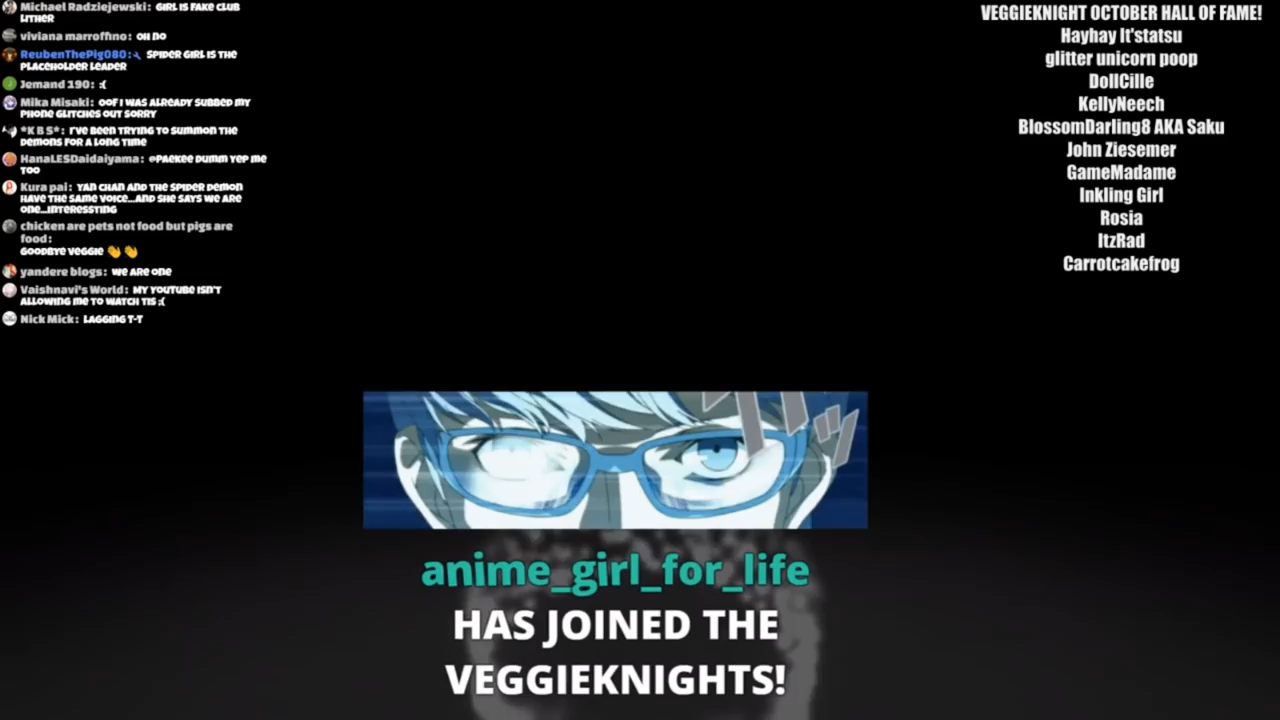 Michael Radziejewski: GIRL IS FAKE CLUB
LITHER
viviana marroffino: OH NO
ReubenThePig080: SPIDER GIRL IS THE
PLACEHOLDER LEADER
Jemand 190: :(
Mika Misaki: OOF I WAS ALREADY SUBBED MY
PHONE GLITCHES OUT SORRY
*K B S*: I'VE BEEN TRYING TO SUMMON THE
DEMONS FOR A LONG TIME
HanaLESDaidaiyama: @PAEKEE DUMM YEP ME
TOO
Kura pai: YAN CHAN AND THE SPIDER DEMON
HAVE THE SAME VOICE...AND SHE SAYS WE ARE
ONE...INTERESSTING
chicken are pets not food but pigs are
food:
GOODBYE VEGGIE 👏 👏
yandere blogs: WE ARE ONE
Vaishnavi's World: MY YOUTUBE ISN'T
ALLOWING ME TO WATCH TIS ;(
Nick Mick: LAGGING T-T
VEGGIEKNIGHT OCTOBER HALL OF FAME!
Hayhay It'statsu
glitter unicorn poop
DollCille
KellyNeech
BlossomDarling8 AKA Saku
John Ziesemer
GameMadame
Inkling Girl
Rosia
ItzRad
Carrotcakefrog
anime_girl_for_life
HAS JOINED THE
VEGGIEKNIGHTS!